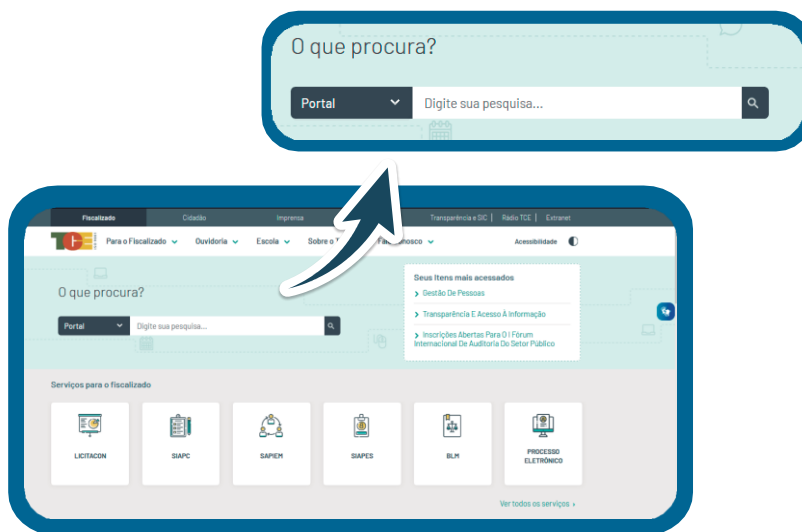 O que procura?
Portal
Digite sua pesquisa...
Fiscalizado
Cidadão
Imprensa
Transparência e SIC
Rádio TCE
Extranet
TCE
Para o Fiscalizado
Ouvidoria
Escola
Sobre o
Acessibilidade
O que procura?
Portal
Digite sua pesquisa...
Seus Itens mais acessados
Gestão De Pessoas
Transparência E Acesso À Informação
Inscrições Abertas Para O I Fórum
Internacional De Auditoria Do Setor Público
Serviços para o fiscalizado
LICITACON
SIAPC
SAPIEM
SIAPES
BLM
PROCESSO
ELETRÔNICO
Ver todos os serviços